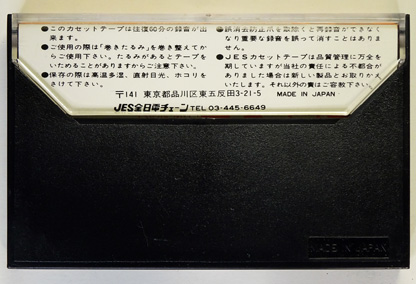 ●このカセットテープは往復60分の録音が出
来ます。
●ご使用の際は「巻きたるみ」を巻き整えてか
らご使用下さい。たるみがあるとテープを
いためることがありますからご注意下さい。
●保存の際は高温多湿、直射日光、ホコリを
さけて下さい。
●誤消去防止爪を取除くと再録音ができなく
なり重要な録音を誤って消すことはありま
せん。
●JESカセットテープは品質管理に万全を
期していますが当社の責任による不都合が
ありました場合は新しい製品とお取りかえ
いたします。それ以外の責はご容赦下さい。
〒141 東京都品川区東五反田3-21-5 MADE IN JAPAN
JES全日電チェーン TEL 03-445-6649
MADE IN JAPAN